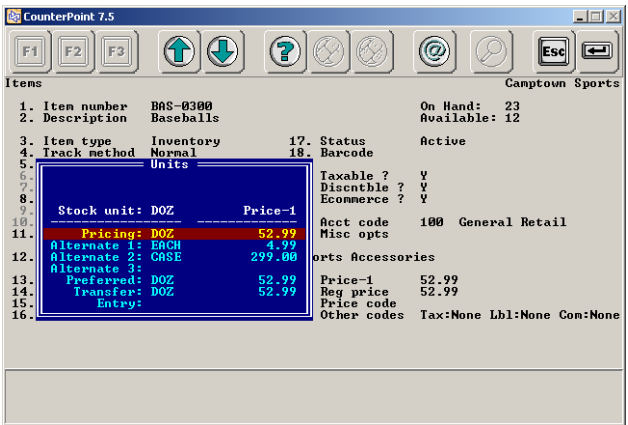 CounterPoint 7.5
F1 F2 F3 ? @ Esc
Items Camptown Sports
1. Item number BAS-0300 On Hand: 23
2. Description Baseballs Available: 12
3. Item type Inventory 17. Status Active
4. Track method Normal 18. Barcode
5. Units
6. Taxable ? Y
7. Discntble ? Y
8. Ecommerce ? Y
9. Stock unit: DOZ Price-1
10. Acct code 100 General Retail
11. Pricing: DOZ 52.99 Misc opts
Alternate 1: EACH 4.99
12. Alternate 2: CASE 299.00 orts Accessories
Alternate 3:
13. Preferred: DOZ 52.99 Price-1 52.99
14. Transfer: DOZ 52.99 Reg price 52.99
15. Entry: Price code
16. Other codes Tax:None Lbl:None Com:None